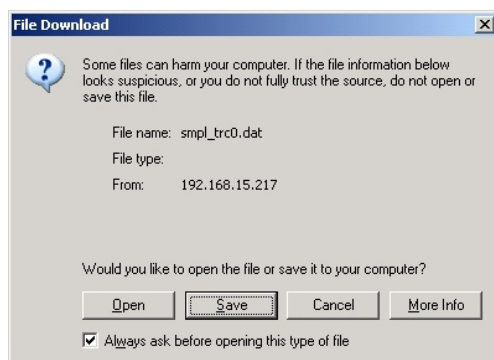 File Download
Some files can harm your computer. If the file information below
looks suspicious, or you do not fully trust the source, do not open or
save this file.
File name: smpl_trc0.dat
File type:
From: 192.168.15.217
Would you like to open the file or save it to your computer?
Open Save Cancel More Info
Always ask before opening this type of file